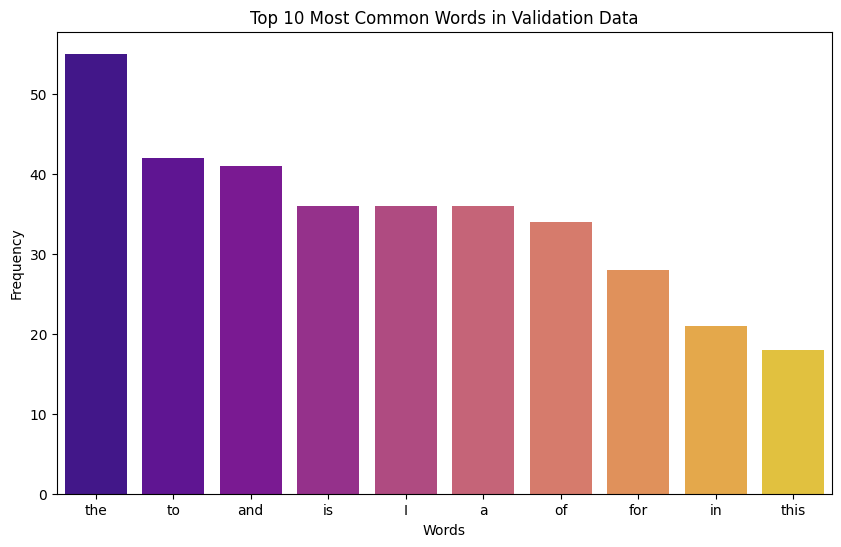 Top 10 Most Common Words in Validation Data
Frequency
50
40
30
20
10
0
the to and is I a of for in this
Words